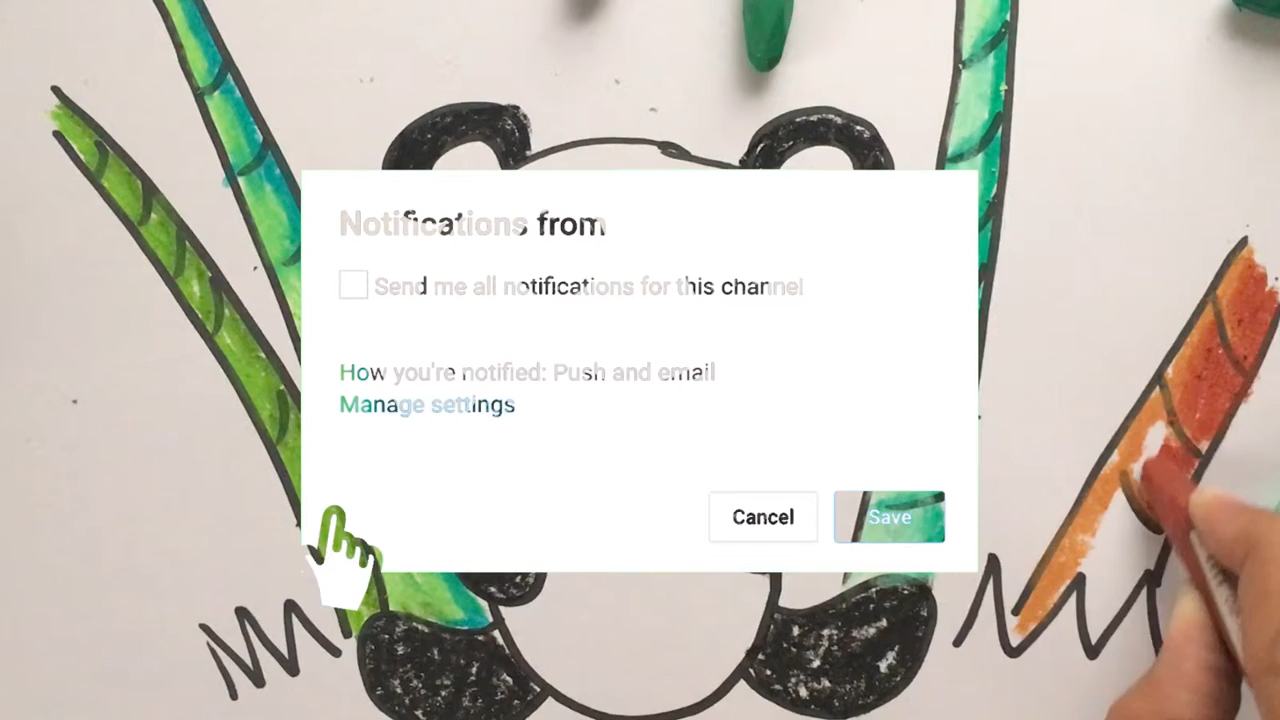 Notifications from
Send me all notifications for this channel
How you're notified: Push and email
Manage settings
Cancel
Save